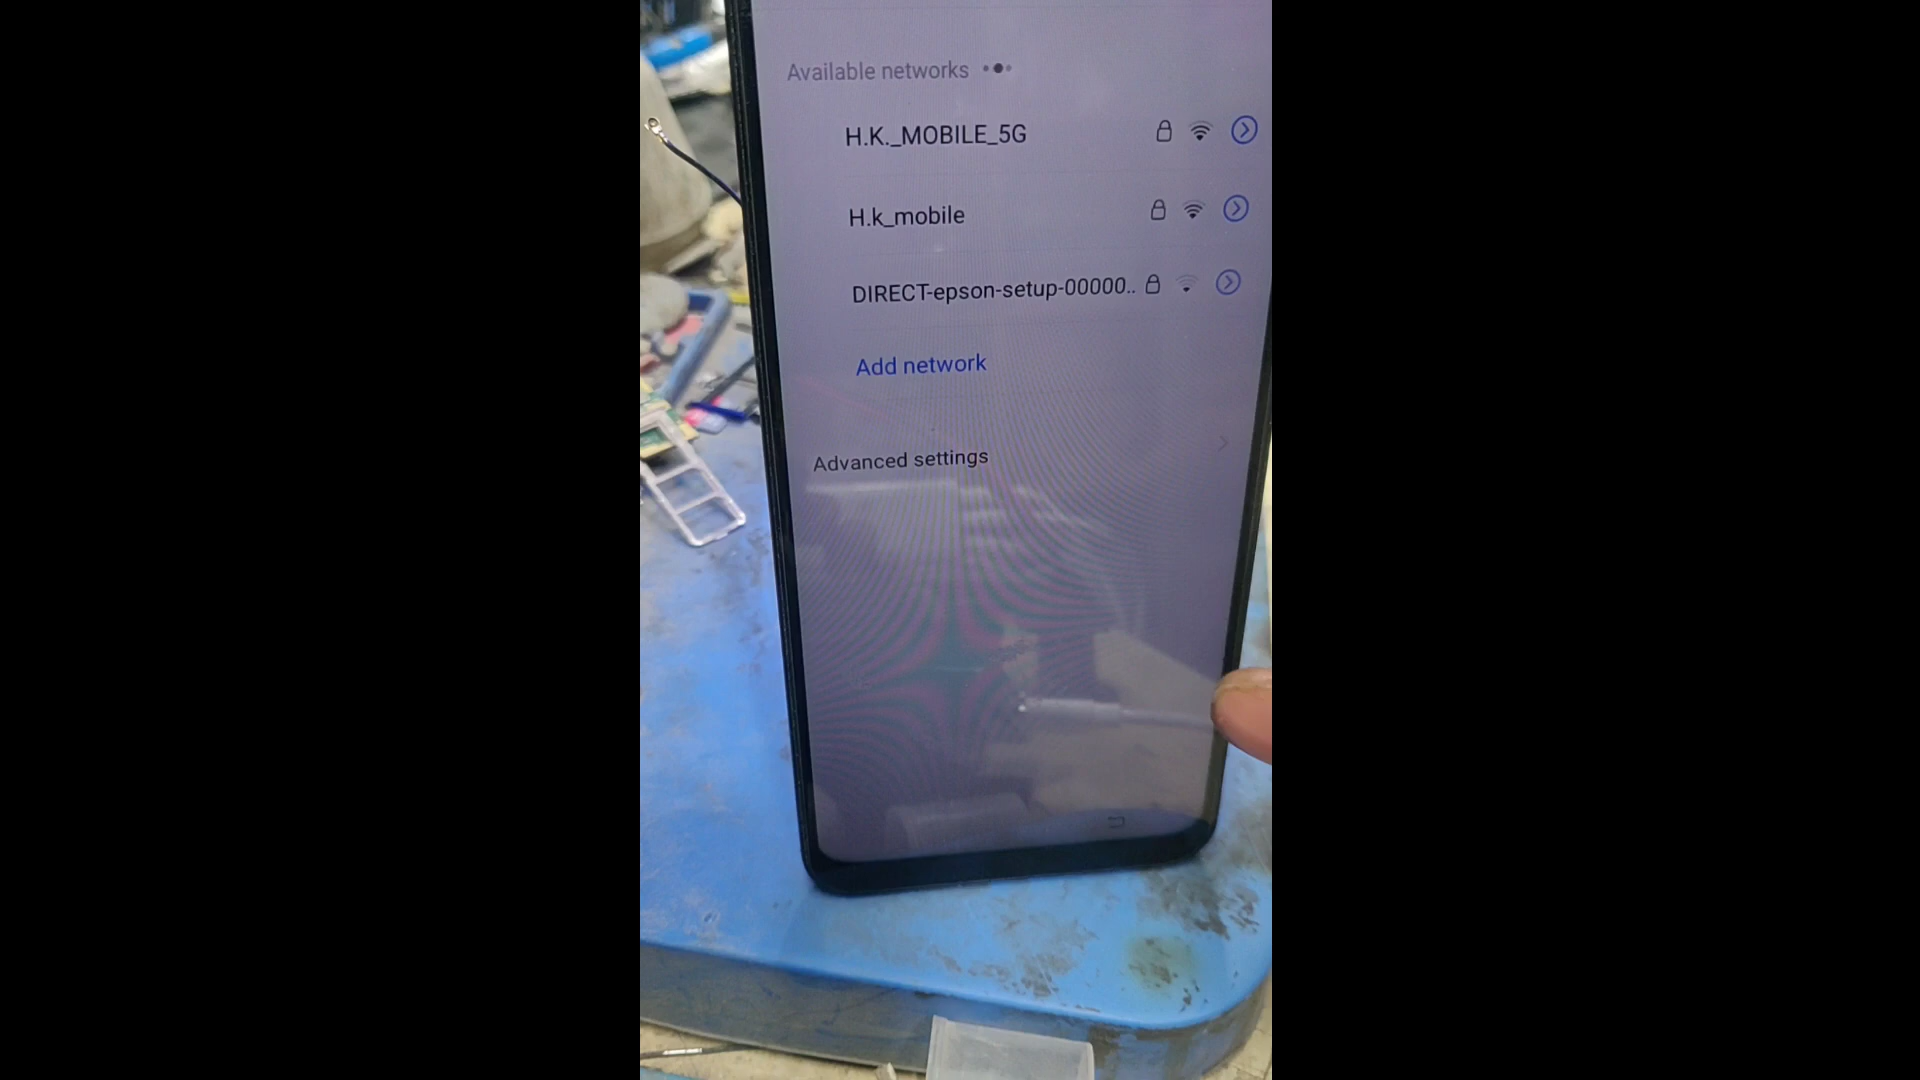 Available networks
H.K._MOBILE_5G
H.k_mobile
DIRECT-epson-setup-00000..
Add network
Advanced settings